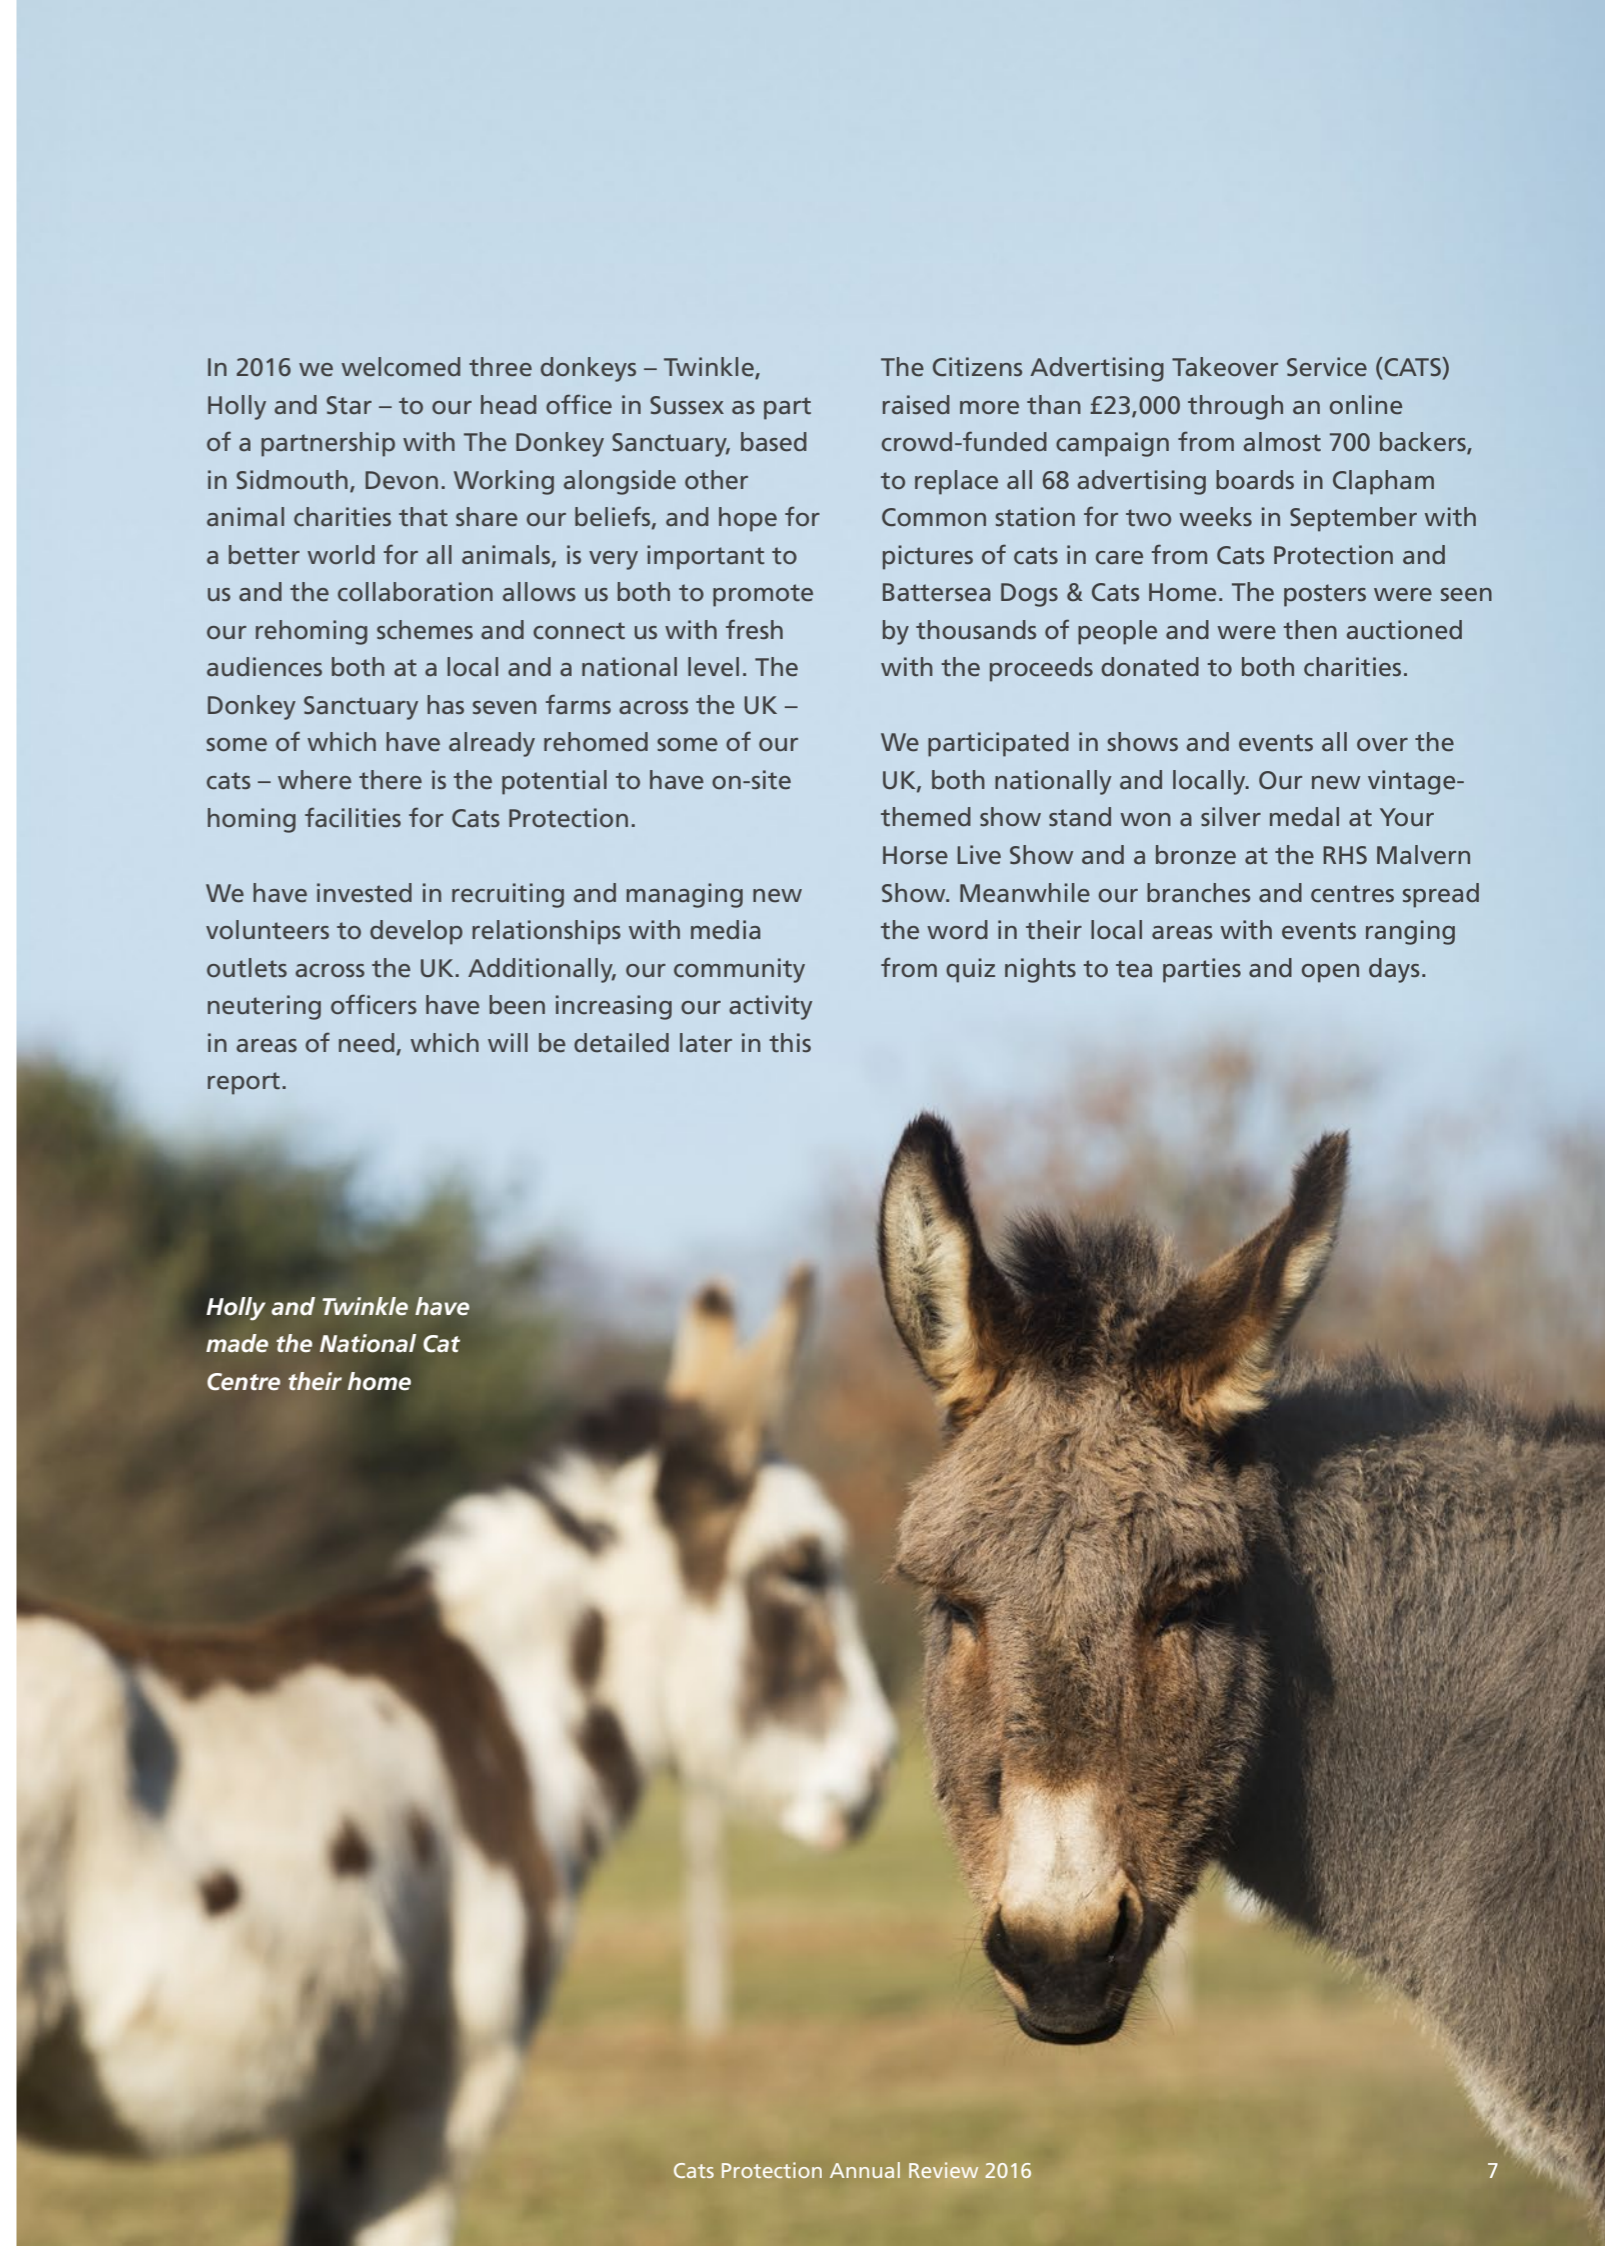 In 2016 we welcomed three donkeys – Twinkle,
Holly and Star – to our head office in Sussex as part
of a partnership with The Donkey Sanctuary, based
in Sidmouth, Devon. Working alongside other
animal charities that share our beliefs, and hope for
a better world for all animals, is very important to
us and the collaboration allows us both to promote
our rehoming schemes and connect us with fresh
audiences both at a local and a national level. The
Donkey Sanctuary has seven farms across the UK –
some of which have already rehomed some of our
cats – where there is the potential to have on-site
homing facilities for Cats Protection.
We have invested in recruiting and managing new
volunteers to develop relationships with media
outlets across the UK. Additionally, our community
neutering officers have been increasing our activity
in areas of need, which will be detailed later in this
report.
The Citizens Advertising Takeover Service (CATS)
raised more than £23,000 through an online
crowd-funded campaign from almost 700 backers,
to replace all 68 advertising boards in Clapham
Common station for two weeks in September with
pictures of cats in care from Cats Protection and
Battersea Dogs & Cats Home. The posters were seen
by thousands of people and were then auctioned
with the proceeds donated to both charities.
We participated in shows and events all over the
UK, both nationally and locally. Our new vintage-
themed show stand won a silver medal at Your
Horse Live Show and a bronze at the RHS Malvern
Show. Meanwhile our branches and centres spread
the word in their local areas with events ranging
from quiz nights to tea parties and open days.
Holly and Twinkle have
made the National Cat
Centre their home
Cats Protection Annual Review 2016
7